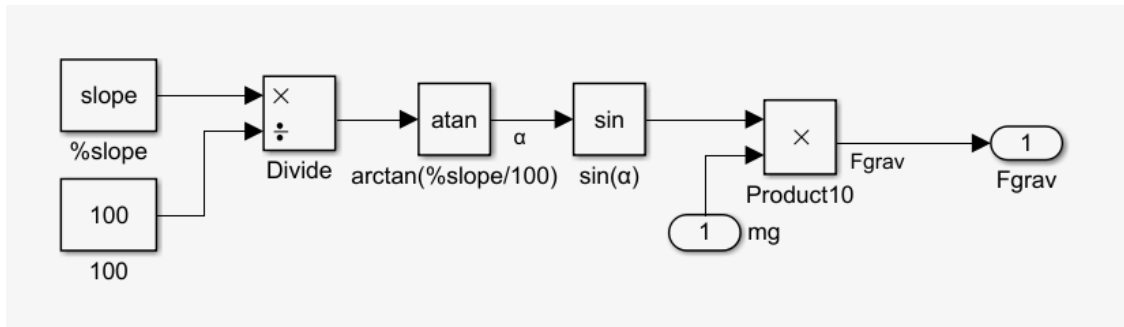 slope
%slope
100
100
×
÷
Divide
atan
arctan(%slope/100)
α
sin
sin(α)
×
Product10
1
mg
Fgrav
1
Fgrav